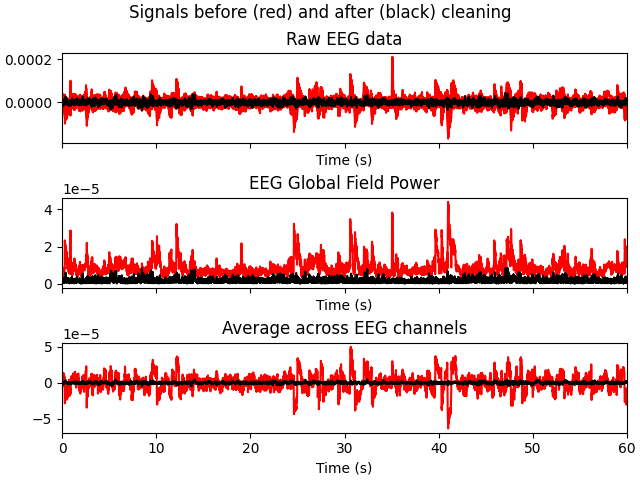 Signals before (red) and after (black) cleaning
Raw EEG data
0.0002
0.0000
Time (s)
EEG Global Field Power
1e−5
4
2
0
Time (s)
Average across EEG channels
1e−5
5
0
−5
0 10 20 30 40 50 60
Time (s)